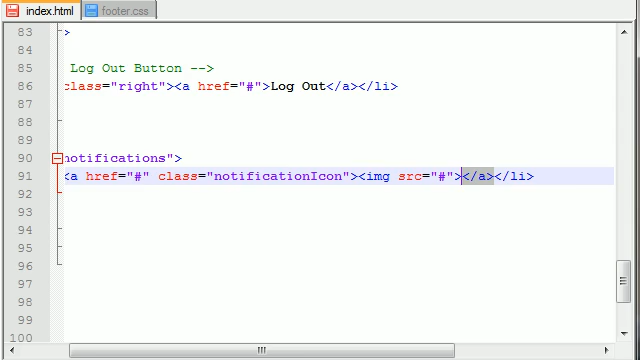 index.html footer.css
83 >
84
85 Log Out Button -->
86 class="right"><a href="#">Log Out</a></li>
87
88
89
90 notifications">
91 <a href="#" class="notificationIcon"><img src="#"></a></li>
92
93
94
95
96
97
98
99
100